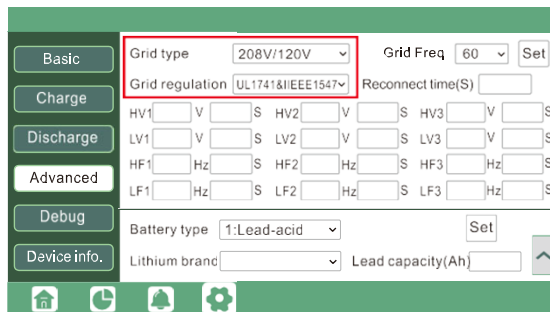 Basic
Charge
Discharge
Advanced
Debug
Device info.
Grid type 208V/120V Grid Freq 60 Set
Grid regulation UL1741&IIEEE1547 Reconnect time(S)
HV1 V S HV2 V S HV3 V S
LV1 V S LV2 V S LV3 V S
HF1 Hz S HF2 Hz S HF3 Hz S
LF1 Hz S LF2 Hz S LF3 Hz S
Battery type 1:Lead-acid Set
Lithium brand Lead capacity(Ah)